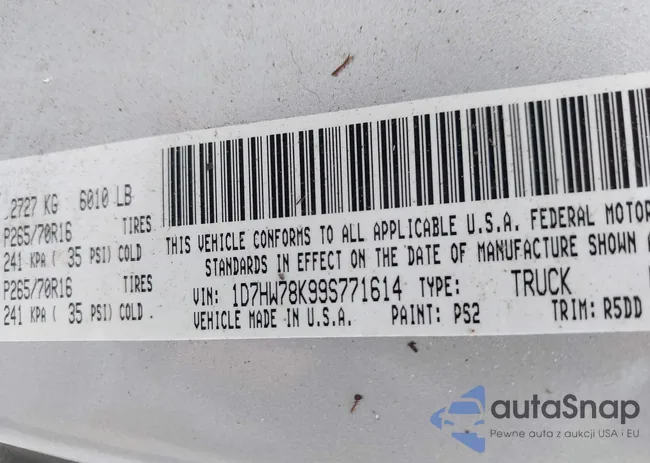 2727 KG 6010 LB
P265/70R16 TIRES
241 KPA ( 35 PSI) COLD
P265/70R16 TIRES
241 KPA ( 35 PSI) COLD
THIS VEHICLE CONFORMS TO ALL APPLICABLE U.S.A. FEDERAL MOTOR
STANDARDS IN EFFECT ON THE DATE OF MANUFACTURE SHOWN
VIN: 1D7HW78K99S771614 TYPE: TRUCK
VEHICLE MADE IN U.S.A. PAINT: PS2 TRIM: R5DD
autaSnap
Pewne auta z aukcji USA i EU